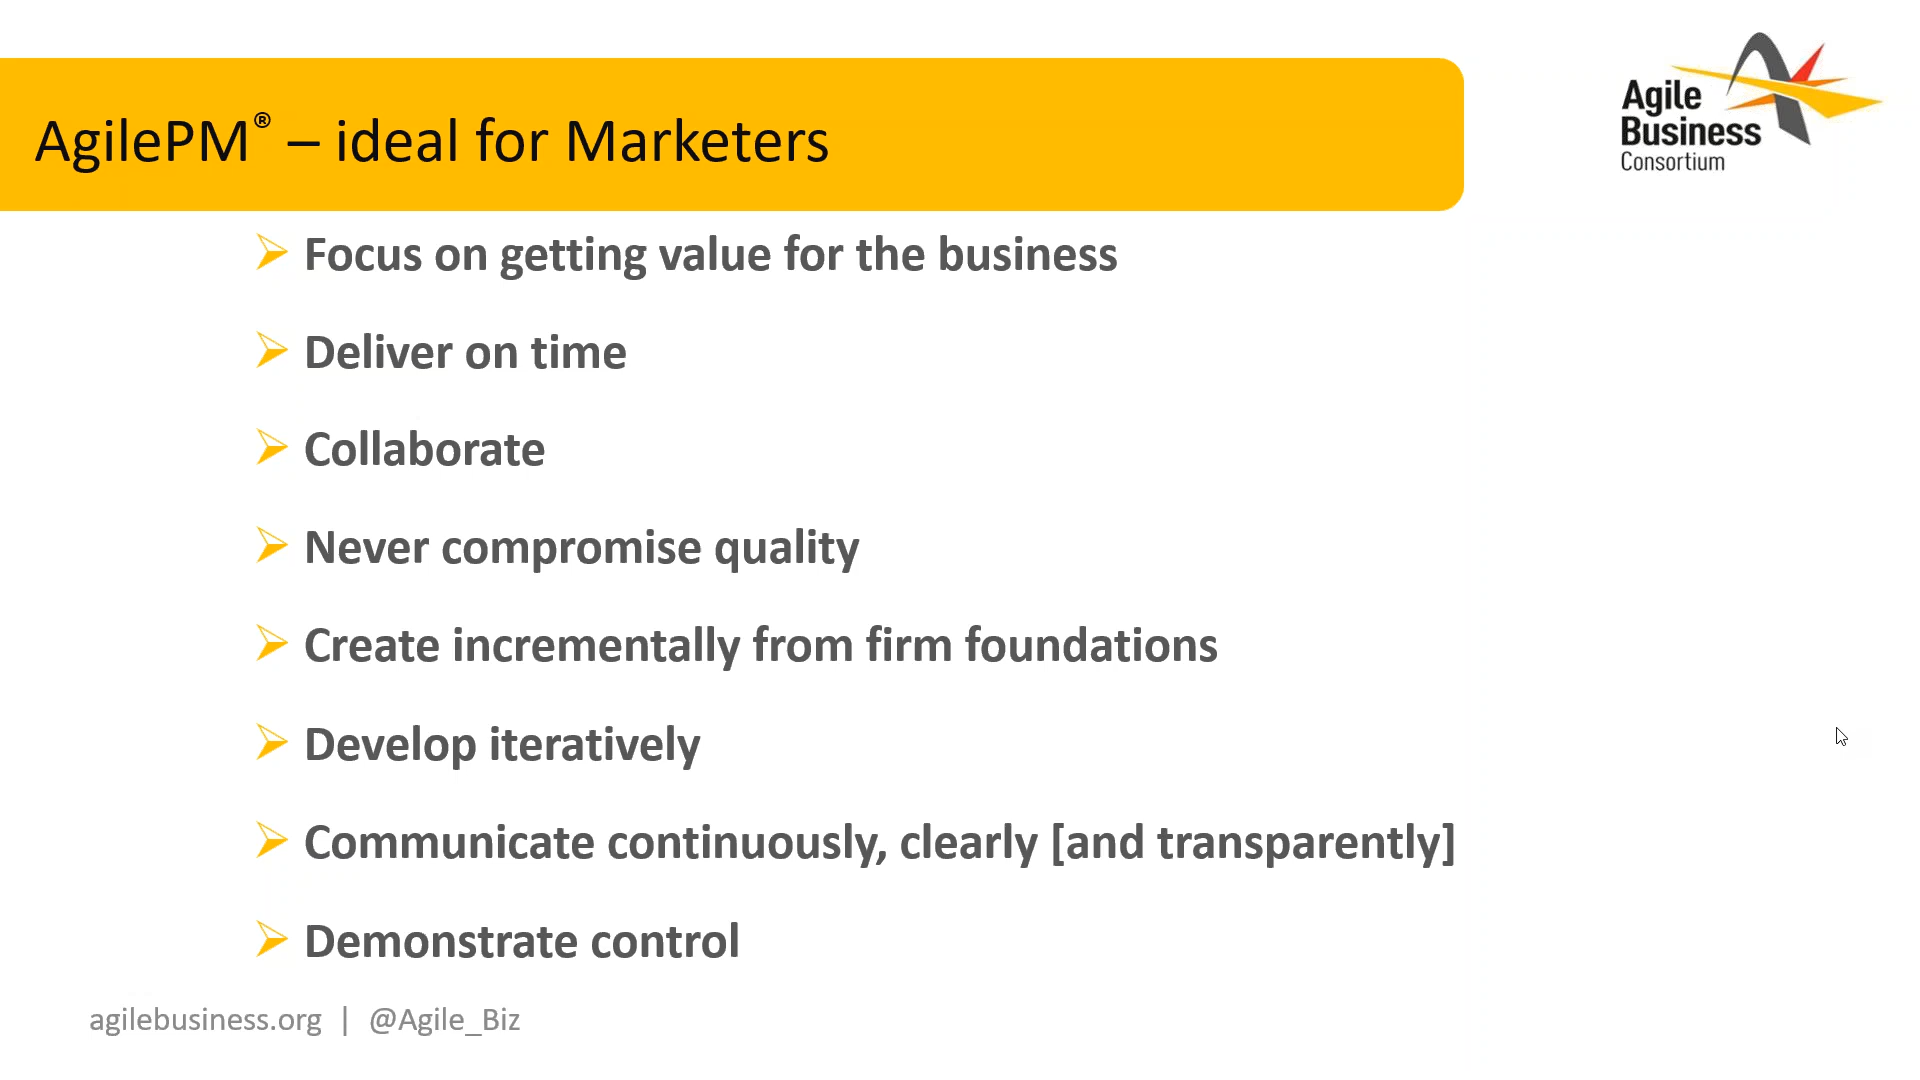 AgilePM® – ideal for Marketers
Agile
Business
Consortium
Focus on getting value for the business
Deliver on time
Collaborate
Never compromise quality
Create incrementally from firm foundations
Develop iteratively
Communicate continuously, clearly [and transparently]
Demonstrate control
agilebusiness.org | @Agile_Biz